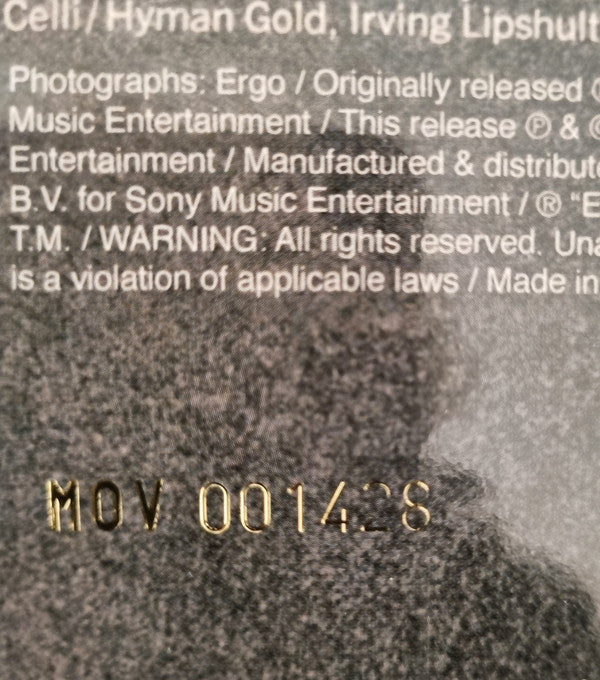 Celli/Hyman Gold, Irving Lipshult
Photographs: Ergo / Originally released
Music Entertainment / This release ℗ & ©
Entertainment / Manufactured & distribut
B.V. for Sony Music Entertainment / ® "E
T.M. / WARNING: All rights reserved. Una
is a violation of applicable laws / Made in
MOV 001428